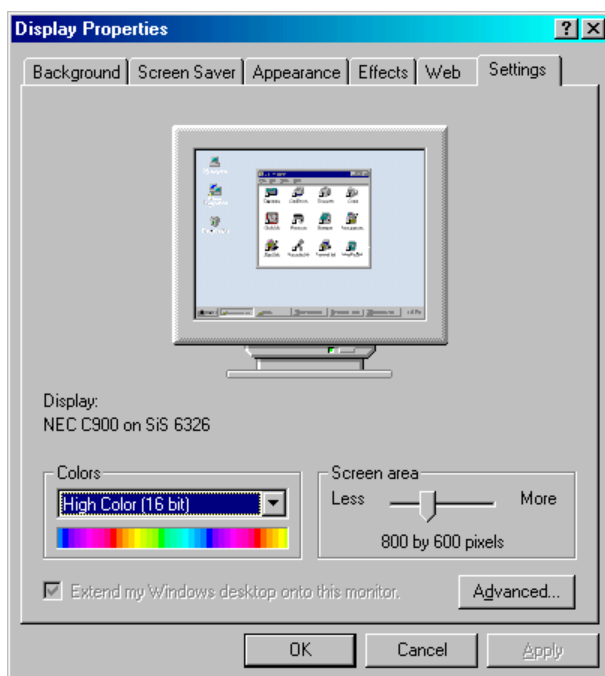 Display Properties
Background Screen Saver Appearance Effects Web Settings
Display:
NEC C900 on SiS 6326
Colors
High Color (16 bit)
Screen area
Less More
800 by 600 pixels
Extend my Windows desktop onto this monitor.
Advanced...
OK Cancel Apply